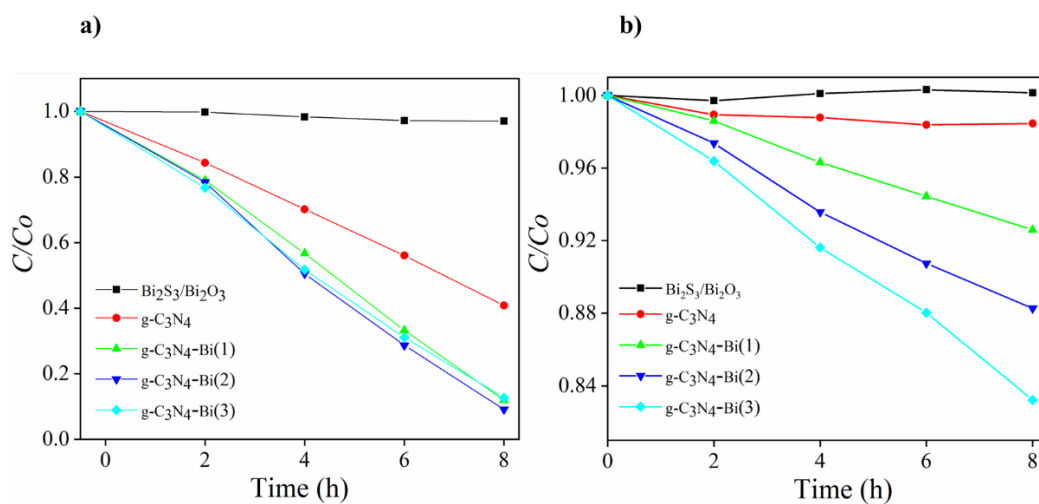 a)
1.0
0.8
0.6
0.4
0.2
0.0
C/Co
Bi₂S₃/Bi₂O₃
g-C₃N₄
g-C₃N₄-Bi(1)
g-C₃N₄-Bi(2)
g-C₃N₄-Bi(3)
0 2 4 6 8
Time (h)
b)
1.00
0.96
0.92
0.88
0.84
C/Co
Bi₂S₃/Bi₂O₃
g-C₃N₄
g-C₃N₄-Bi(1)
g-C₃N₄-Bi(2)
g-C₃N₄-Bi(3)
0 2 4 6 8
Time (h)